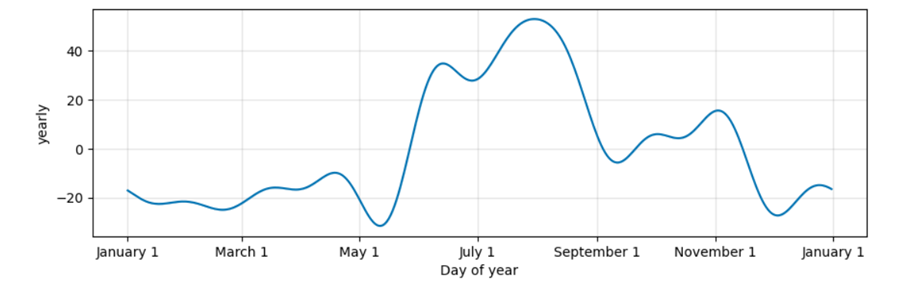 40
20
0
−20
yearly
January 1 March 1 May 1 July 1 September 1 November 1 January 1
Day of year